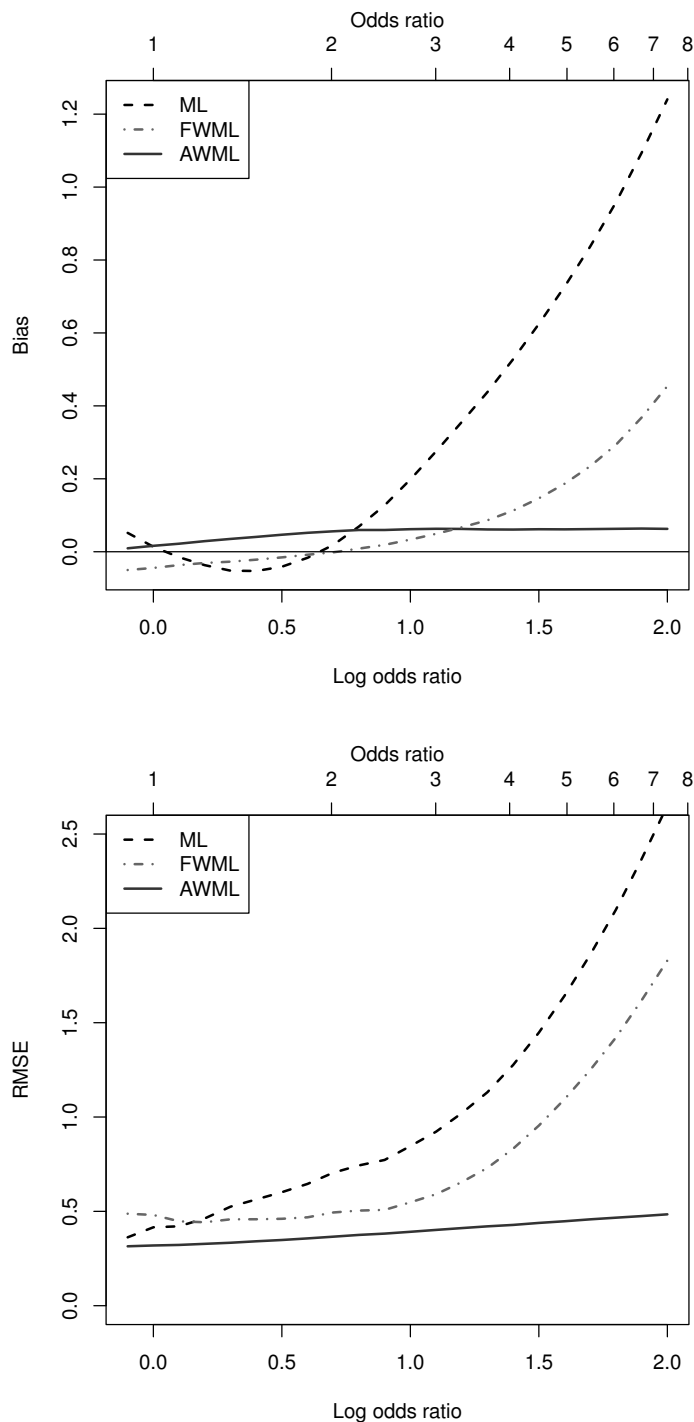 Odds ratio
1 2 3 4 5 6 7 8
ML
FWML
AWML
1.2
1.0
0.8
0.6
0.4
0.2
0.0
Bias
0.0 0.5 1.0 1.5 2.0
Log odds ratio
Odds ratio
1 2 3 4 5 6 7 8
ML
FWML
AWML
2.5
2.0
1.5
1.0
0.5
0.0
RMSE
0.0 0.5 1.0 1.5 2.0
Log odds ratio